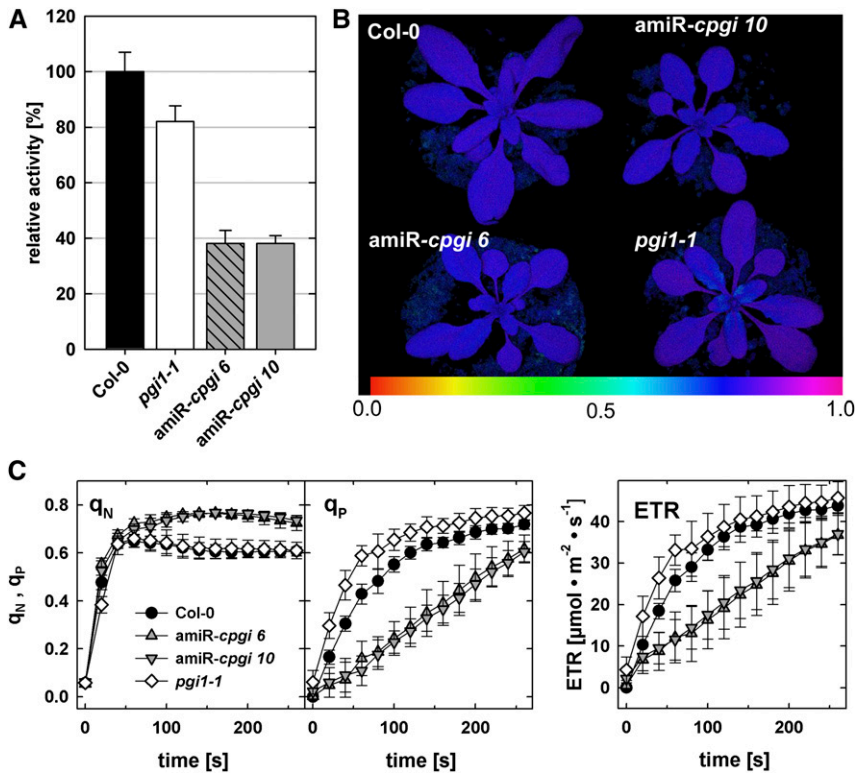 A
120
100
80
60
40
20
0
relative activity [%]
Col-0
pgi1-1
amiR-cpgi 6
amiR-cpgi 10
B
Col-0
amiR-cpgi 10
amiR-cpgi 6
pgi1-1
0.0
0.5
1.0
C
qN
qP
ETR
qN , qP
0.8
0.6
0.4
0.2
0.0
Col-0
amiR-cpgi 6
amiR-cpgi 10
pgi1-1
ETR [µmol • m-2 • s-1]
40
30
20
10
0
0
100
200
0
100
200
0
100
200
time [s]
time [s]
time [s]